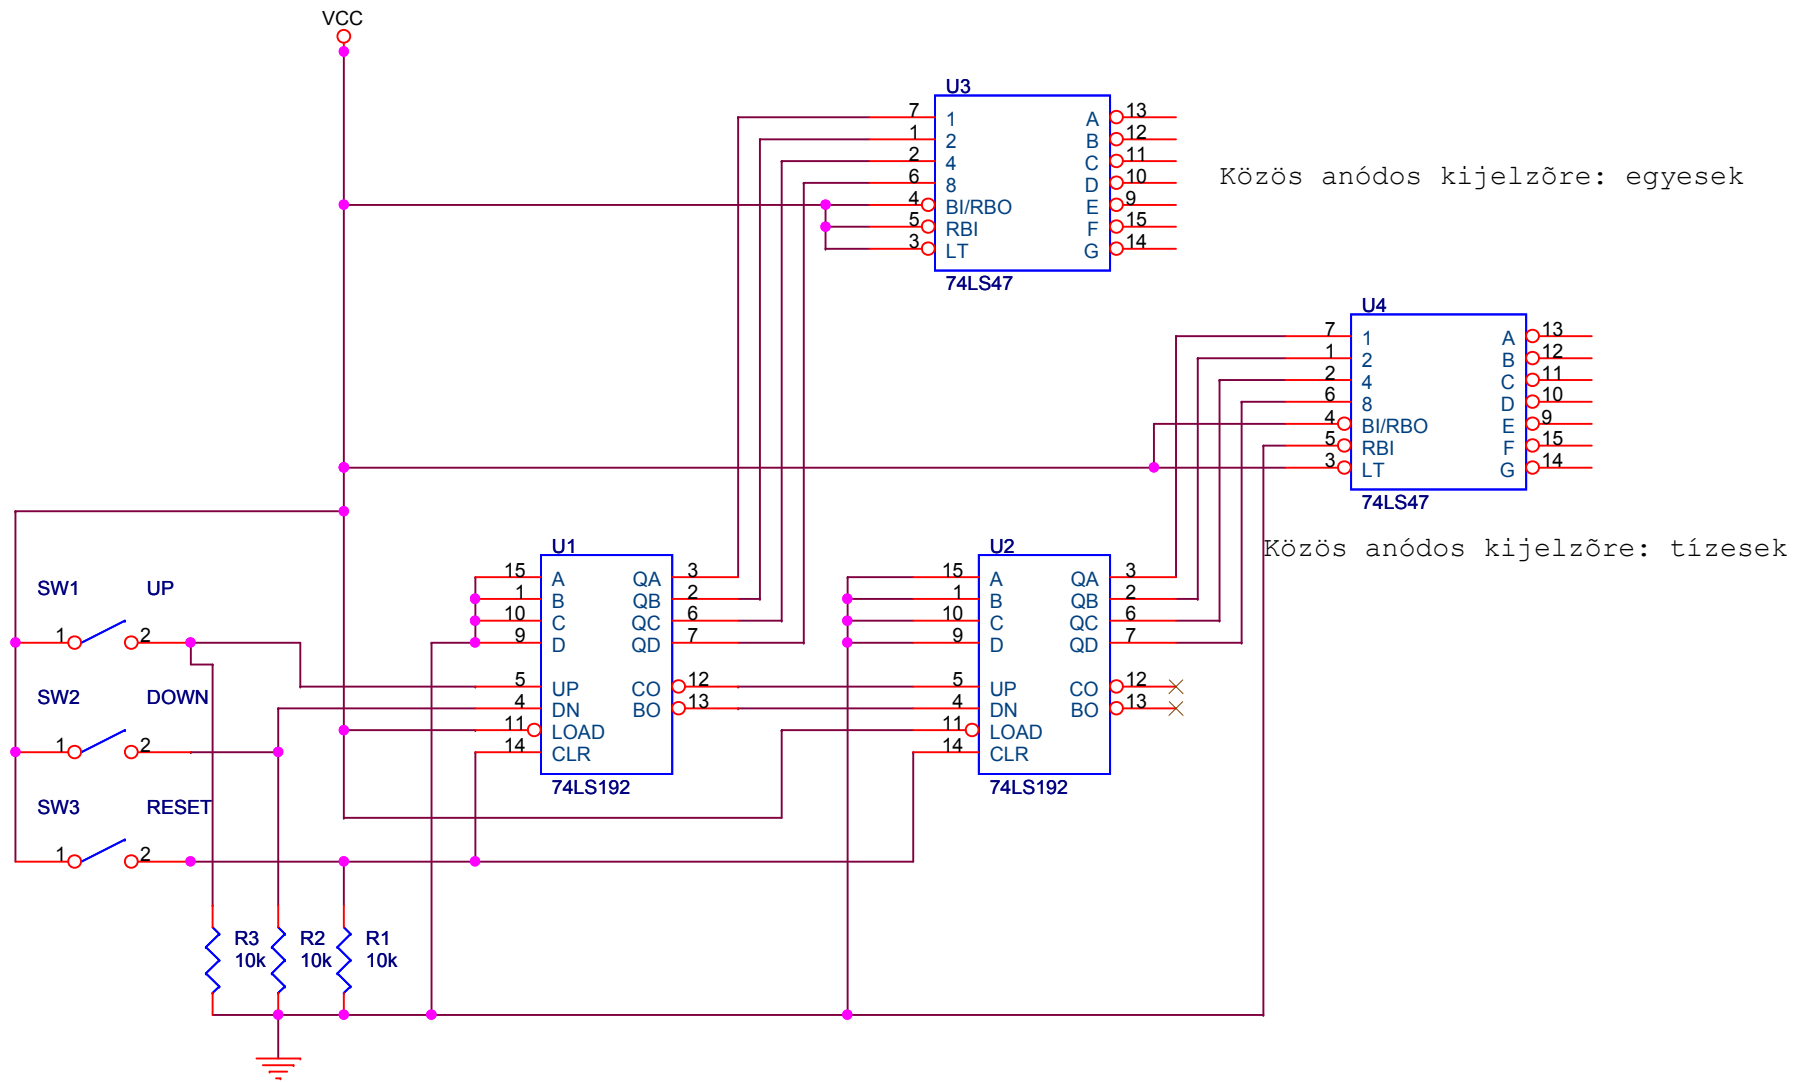 VCC
U3
7 1 A 13
1 2 B 12
2 4 C 11
6 8 D 10
4 BI/RBO E 9
5 RBI F 15
3 LT G 14
74LS47
Közös anódos kijelzõre: egyesek
U4
7 1 A 13
1 2 B 12
2 4 C 11
6 8 D 10
4 BI/RBO E 9
5 RBI F 15
3 LT G 14
74LS47
Közös anódos kijelzõre: tízesek
U1
15 A QA 3
1 B QB 2
10 C QC 6
9 D QD 7
5 UP CO 12
4 DN BO 13
11 LOAD
14 CLR
74LS192
U2
15 A QA 3
1 B QB 2
10 C QC 6
9 D QD 7
5 UP CO 12
4 DN BO 13
11 LOAD
14 CLR
74LS192
SW1 UP
1 2
SW2 DOWN
1 2
SW3 RESET
1 2
R3
10k
R2
10k
R1
10k